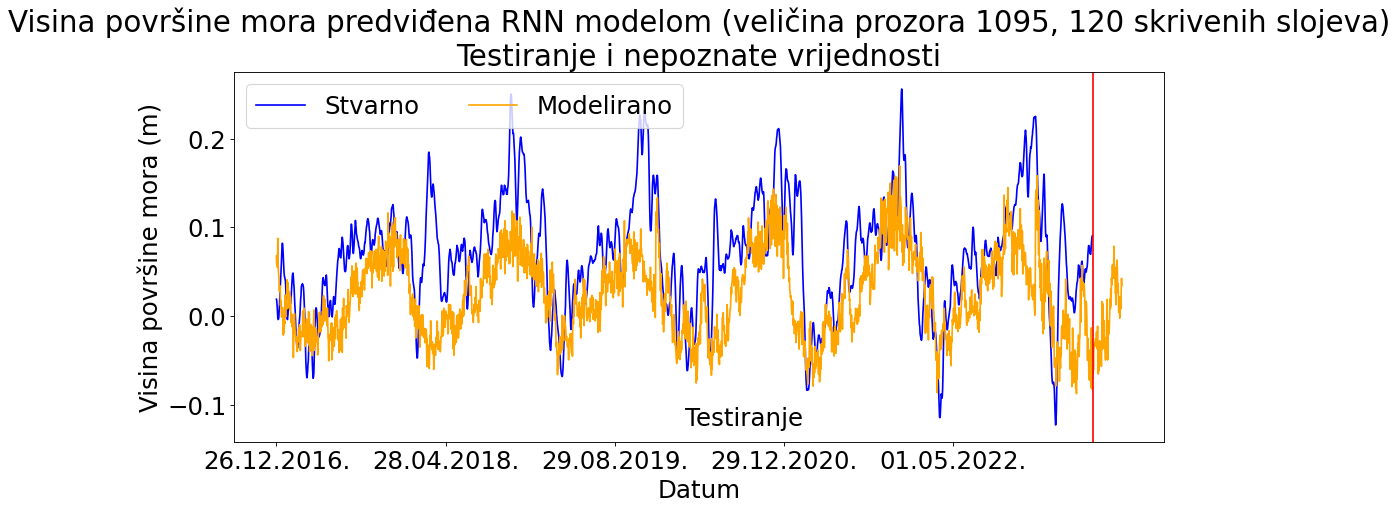 Visina površine mora predviđena RNN modelom (veličina prozora 1095, 120 skrivenih slojeva)
Testiranje i nepoznate vrijednosti
Stvarno
Modelirano
Visina površine mora (m)
0.2
0.1
0.0
−0.1
Testiranje
26.12.2016.
28.04.2018.
29.08.2019.
29.12.2020.
01.05.2022.
Datum